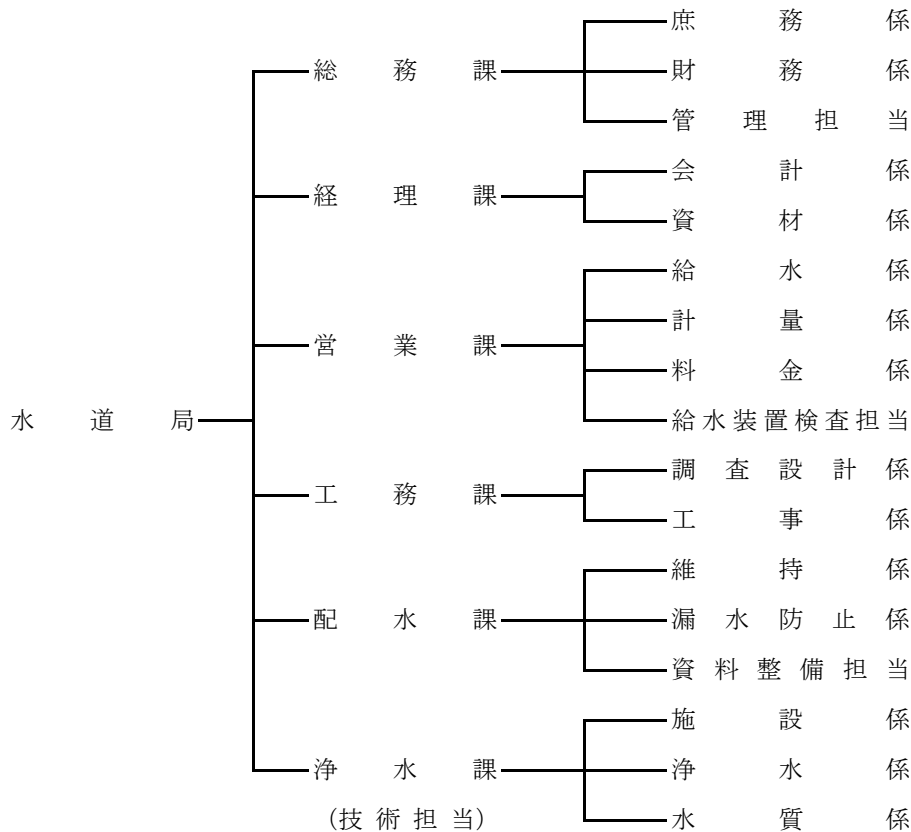 庶務係
総務課 財務係
管理担当
会計係
経理課
資材係
給水係
計量係
営業課
料金係
水道局 給水装置検査担当
調査設計係
工務課
工事係
維持係
配水課 漏水防止係
資料整備担当
施設係
浄水課 浄水係
(技術担当) 水質係